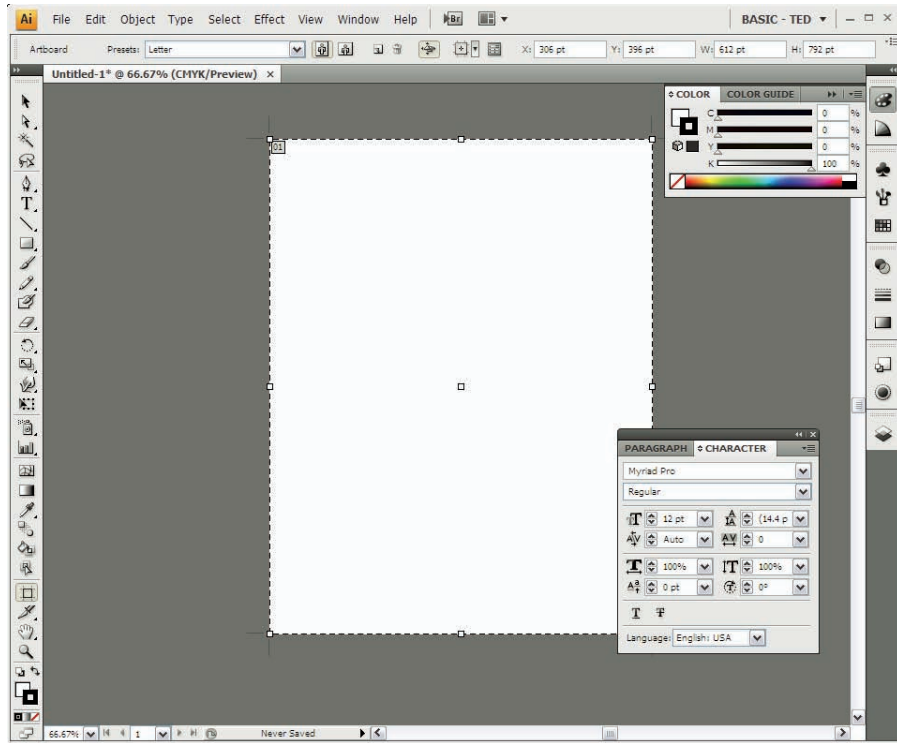 Ai File Edit Object Type Select Effect View Window Help Br BASIC - TED
Artboard Presets: Letter X: 306 pt Y: 396 pt W: 612 pt H: 792 pt
Untitled-1* @ 66.67% (CMYK/Preview) ×
COLOR COLOR GUIDE
C 0 %
M 0 %
Y 0 %
K 100 %
01
T
PARAGRAPH CHARACTER
Myriad Pro
Regular
12 pt (14.4 p
Auto 0
100% 100%
0 pt 0°
T T
Language: English: USA
66.67% 1 Never Saved